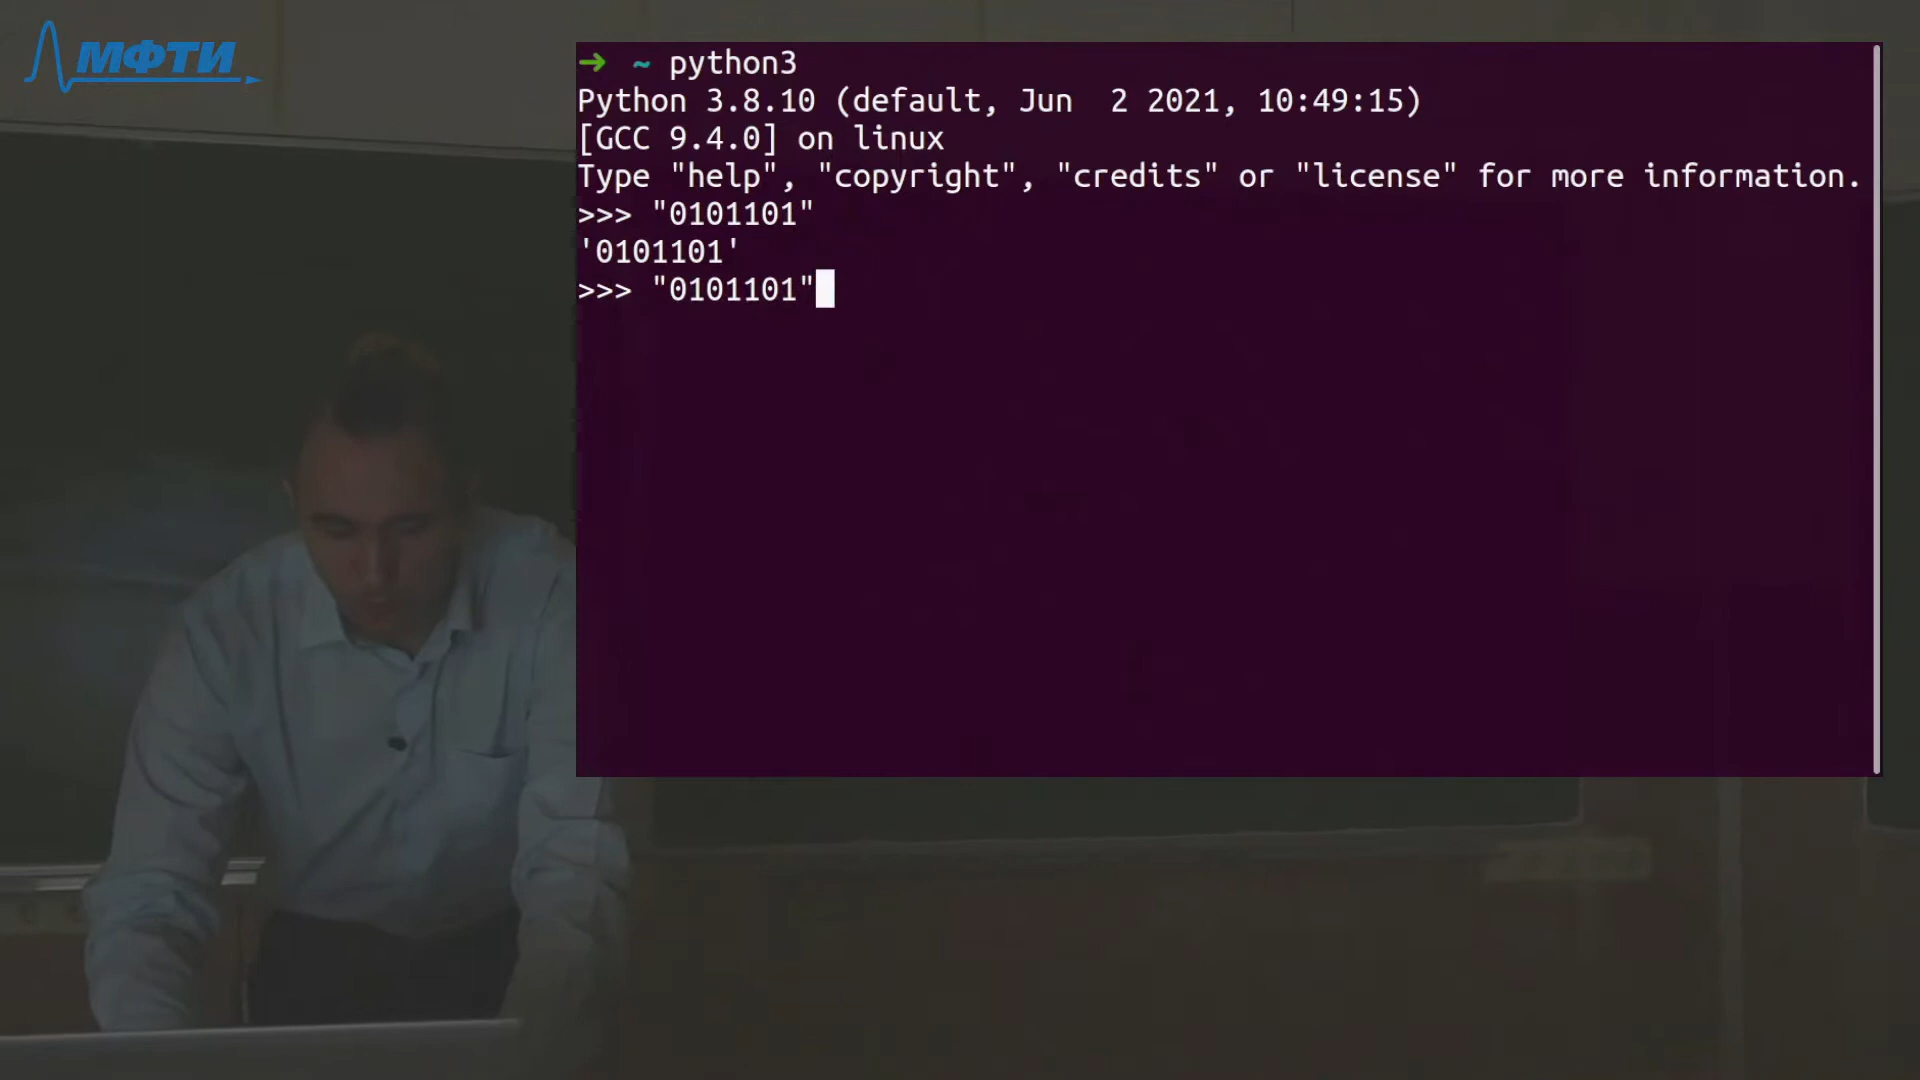 МФТИ
➜ ~ python3
Python 3.8.10 (default, Jun  2 2021, 10:49:15)
[GCC 9.4.0] on linux
Type "help", "copyright", "credits" or "license" for more information.
>>> "0101101"
'0101101'
>>> "0101101"